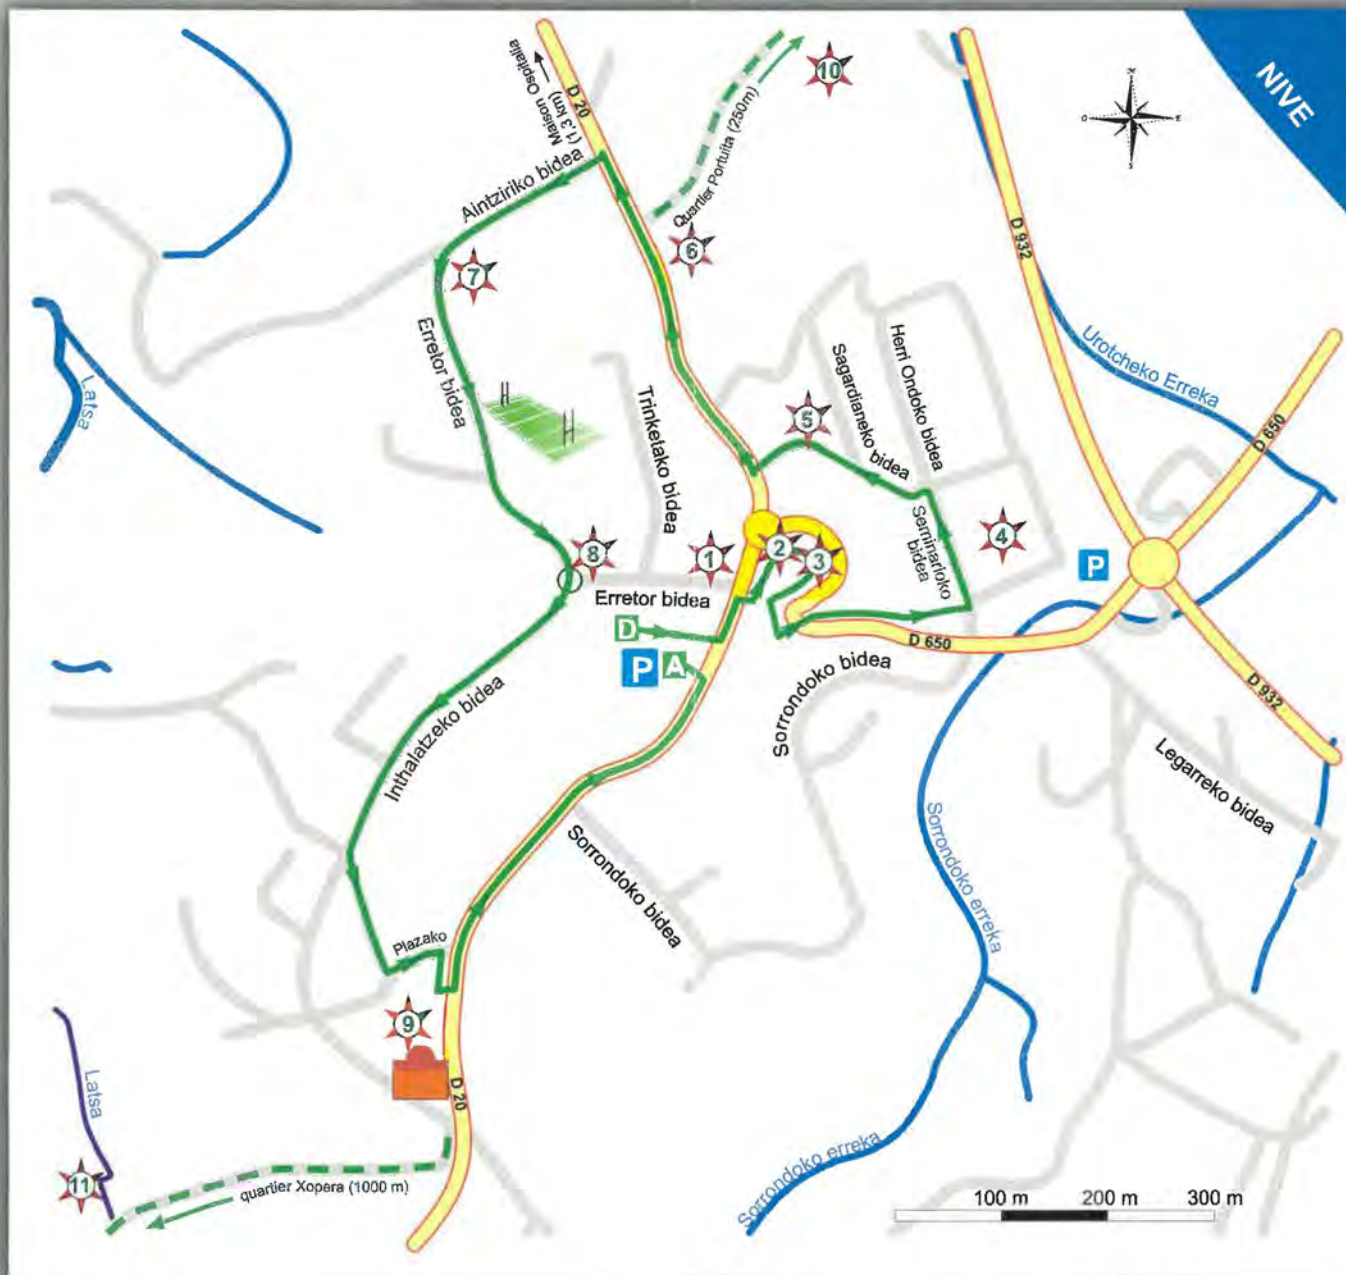 NIVE
Maison Ospitalia
(1,3 km)
D 20
Quartier Portuita (250m)
10
N
O
E
S
Aintziriko bidea
D 932
6
7
Erretor bidea
Urotcheko Erreka
Latsa
Trinketako bidea
Sagardianeko bidea
Herri Ondoko bidea
5
D 650
Seminarioko
bidea
4
8
1
2
3
P
Erretor bidea
D
D 650
P
A
Sorrondoko bidea
D 932
Inthalatzeko bidea
Legarreko bidea
Sorrondoko bidea
Sorrondoko erreka
Plazako
9
D 20
Latsa
11
quartier Xopera (1000 m)
Sorrondoko erreka
100 m
200 m
300 m